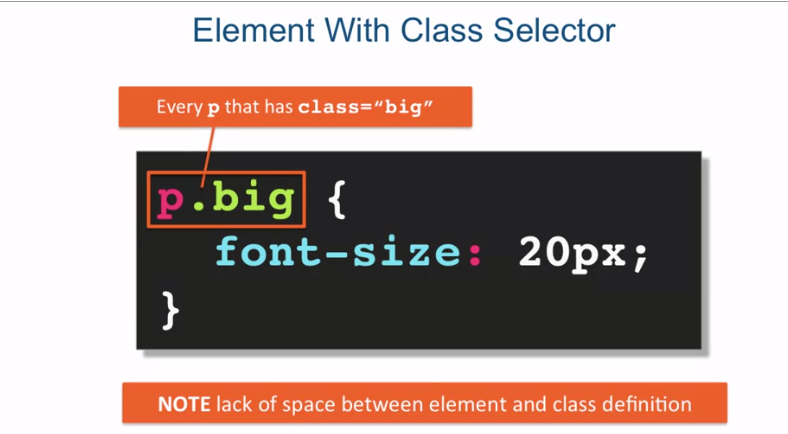 Element With Class Selector
Every p that has class=“big”
p.big {
font-size: 20px;
}
NOTE lack of space between element and class definition